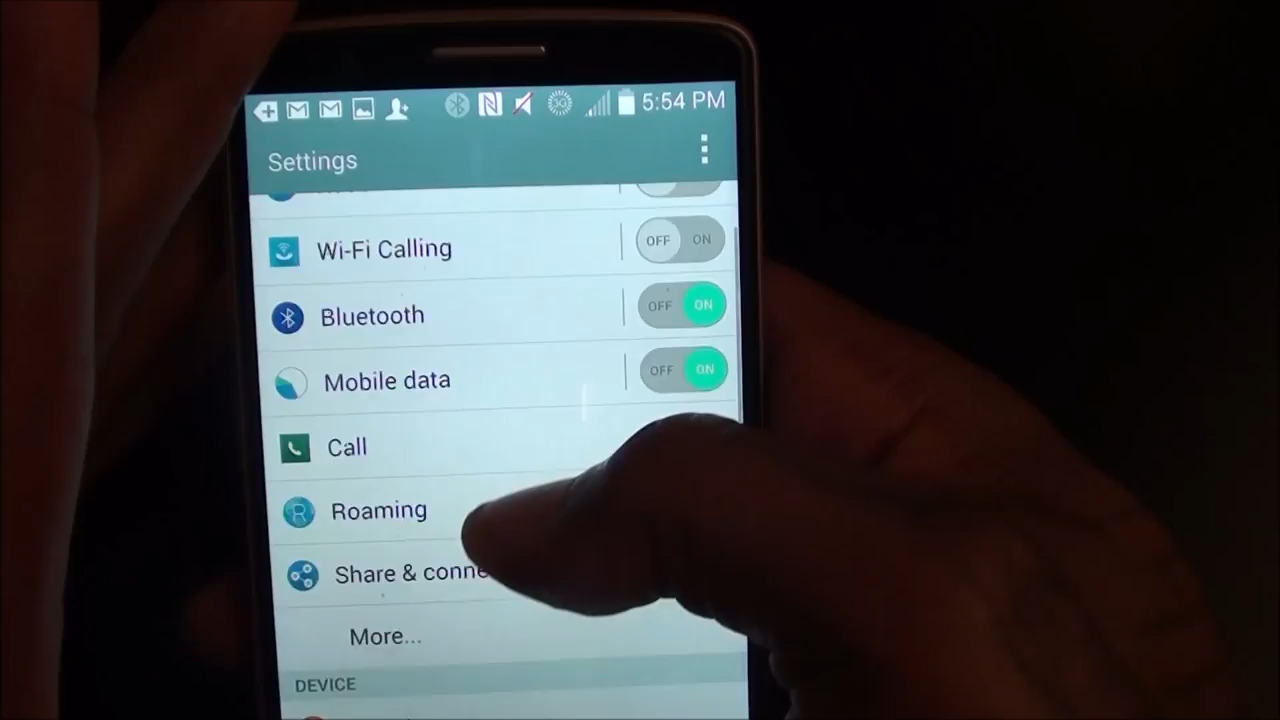 3G 5:54 PM
Settings
Wi-Fi Calling OFF ON
Bluetooth OFF ON
Mobile data OFF ON
Call
Roaming
Share & conne
More...
DEVICE